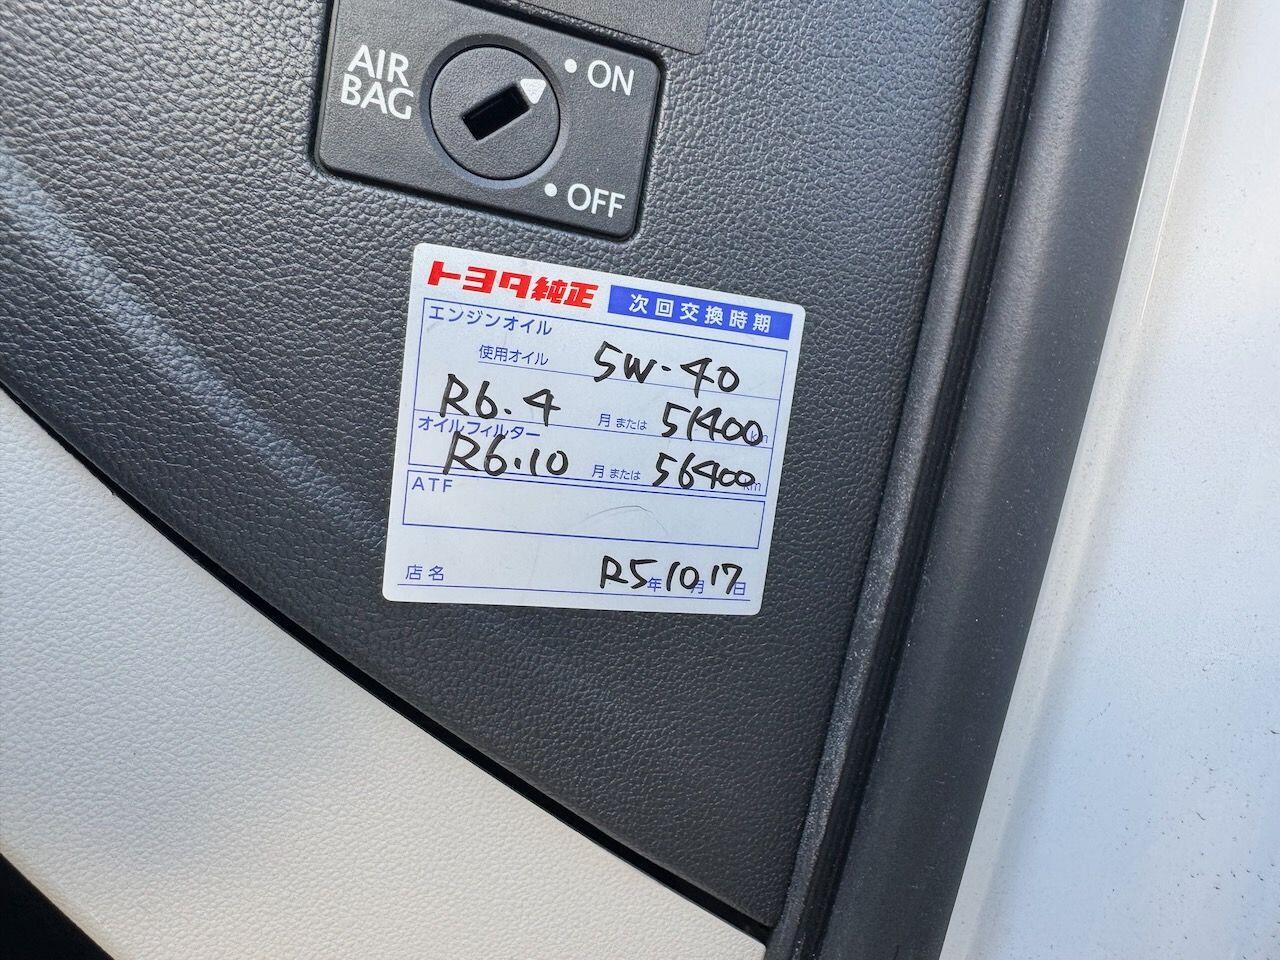 AIR BAG
ON
OFF
トヨタ純正 次回交換時期
エンジンオイル
使用オイル 5W-40
R6.4 月または 51400 km
オイルフィルター
R6.10 月または 56400 km
ATF
店名 R5年10月17日